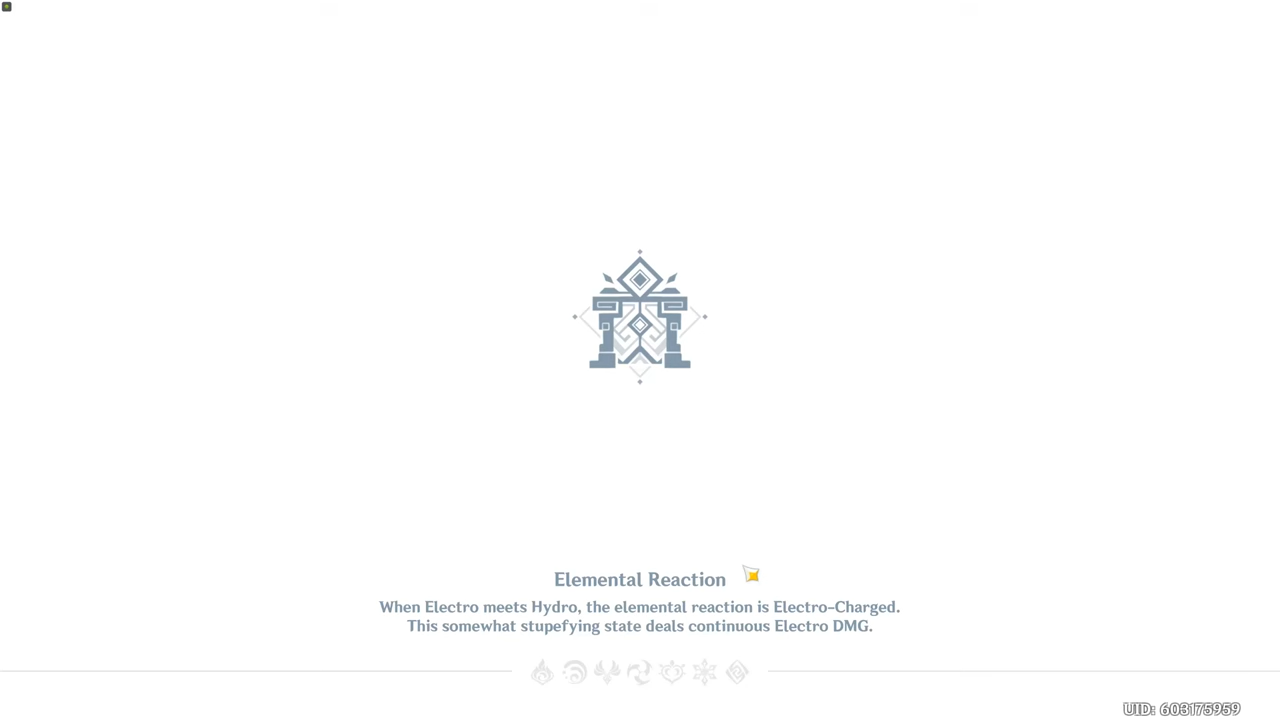 Elemental Reaction
When Electro meets Hydro, the elemental reaction is Electro-Charged.
This somewhat stupefying state deals continuous Electro DMG.
UID: 603175959